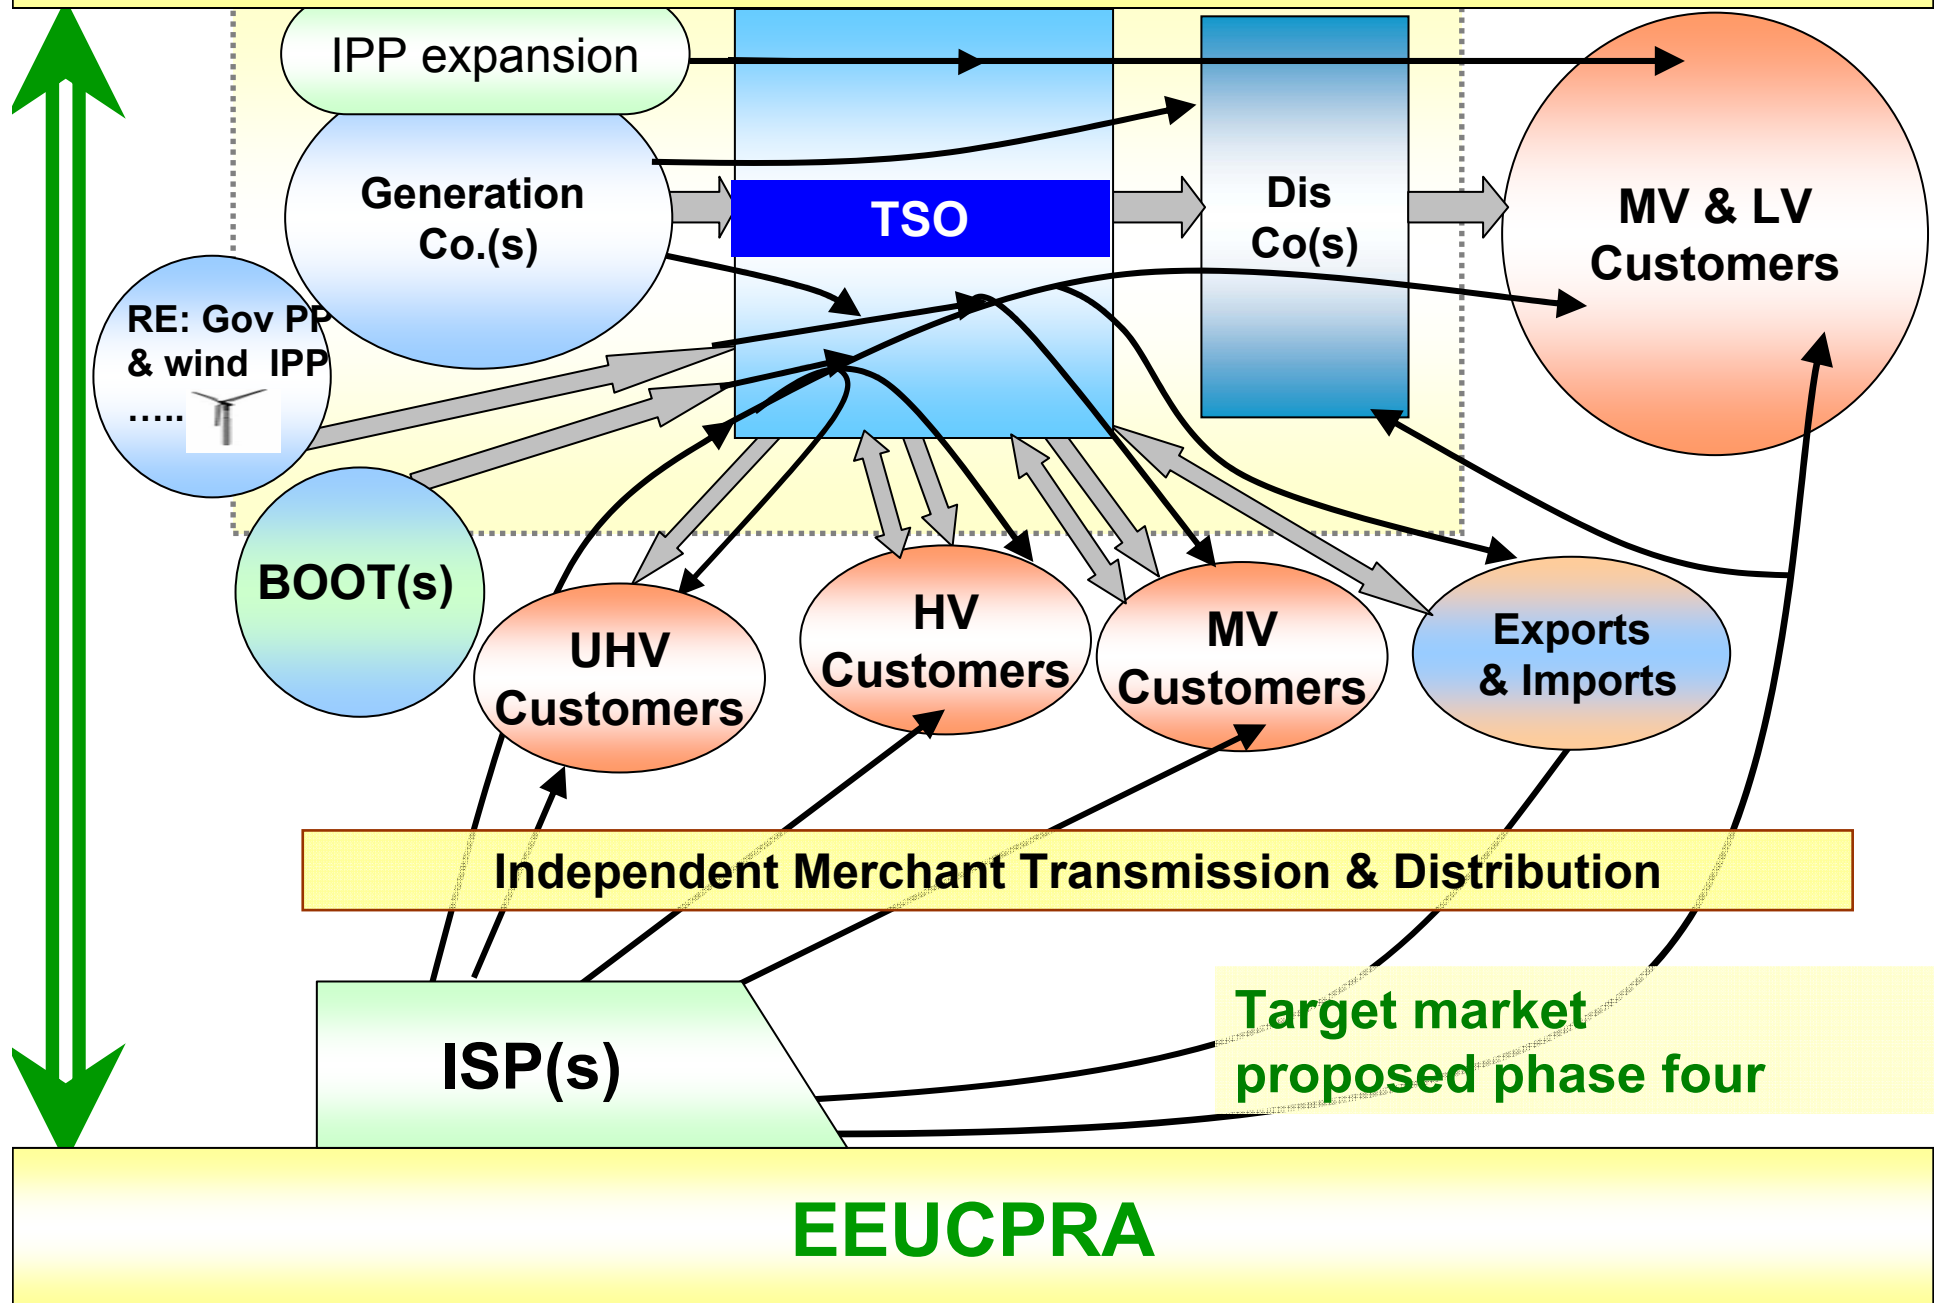 IPP expansion
Generation
Co.(s)
TSO
Dis
Co(s)
MV & LV
Customers
RE: Gov PP
& wind IPP
.....
BOOT(s)
UHV
Customers
HV
Customers
MV
Customers
Exports
& Imports
Independent Merchant Transmission & Distribution
ISP(s)
Target market
proposed phase four
EEUCPRA